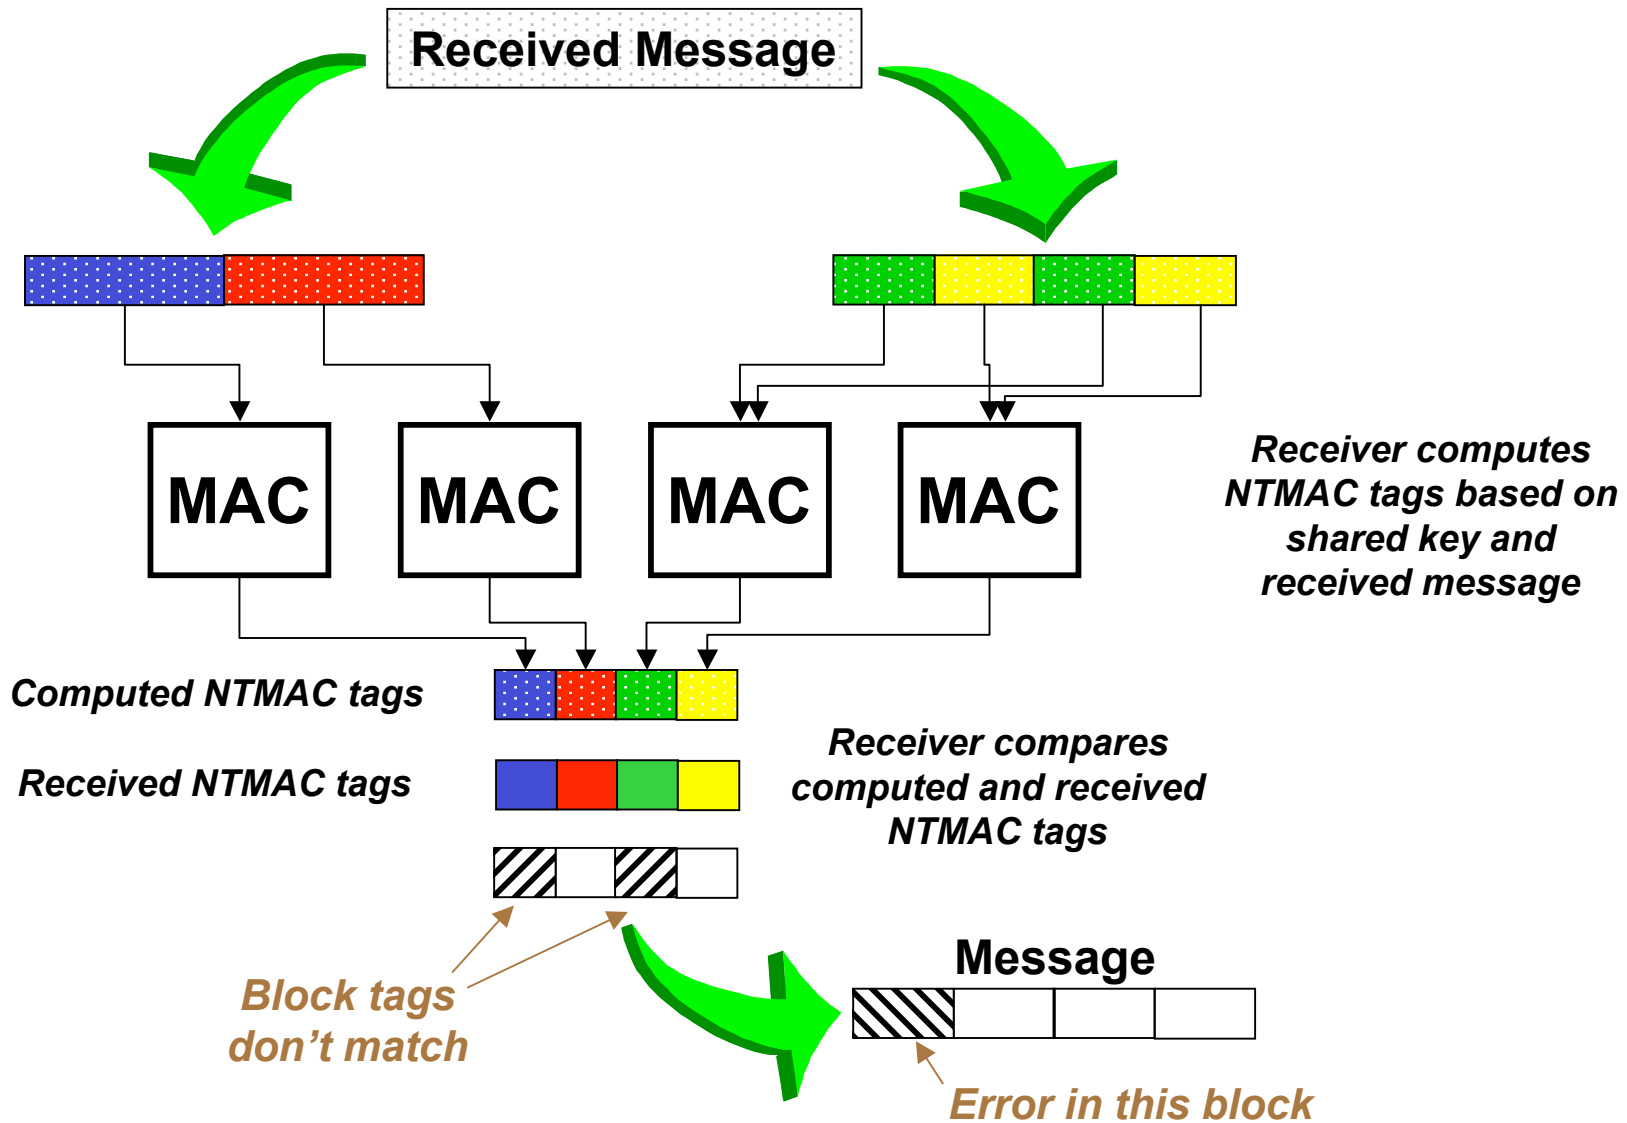 Received Message
MAC
MAC
MAC
MAC
Receiver computes
NTMAC tags based on
shared key and
received message
Computed NTMAC tags
Received NTMAC tags
Receiver compares
computed and received
NTMAC tags
Block tags
don’t match
Message
Error in this block